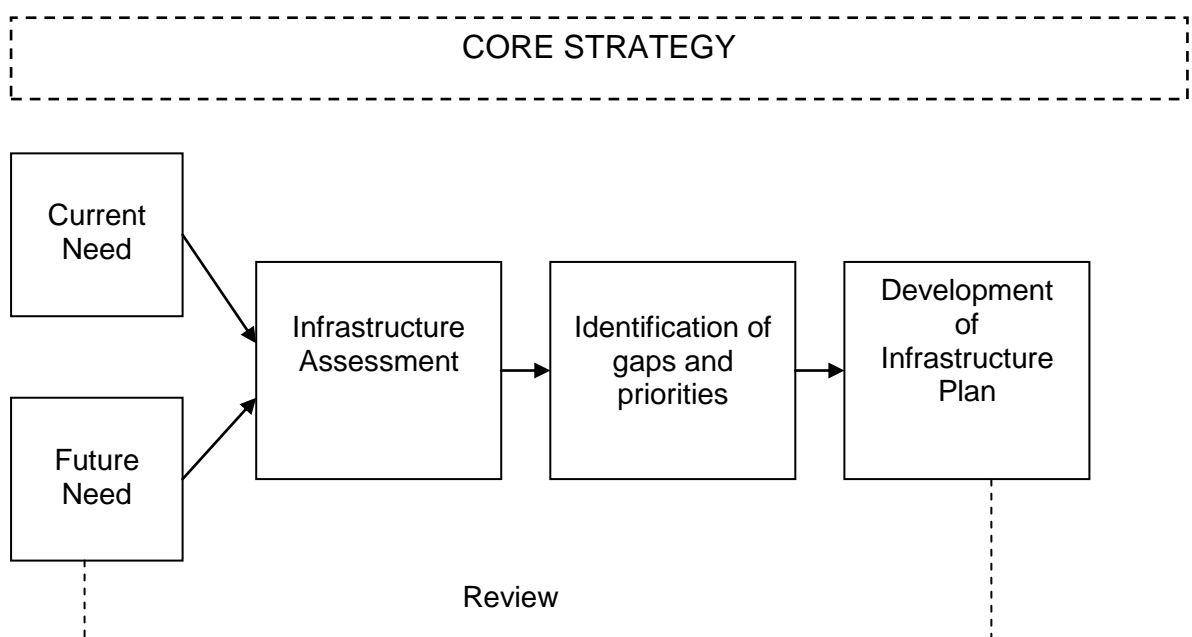 CORE STRATEGY
Current
Need
Future
Need
Infrastructure
Assessment
Identification of
gaps and
priorities
Development
of
Infrastructure
Plan
Review